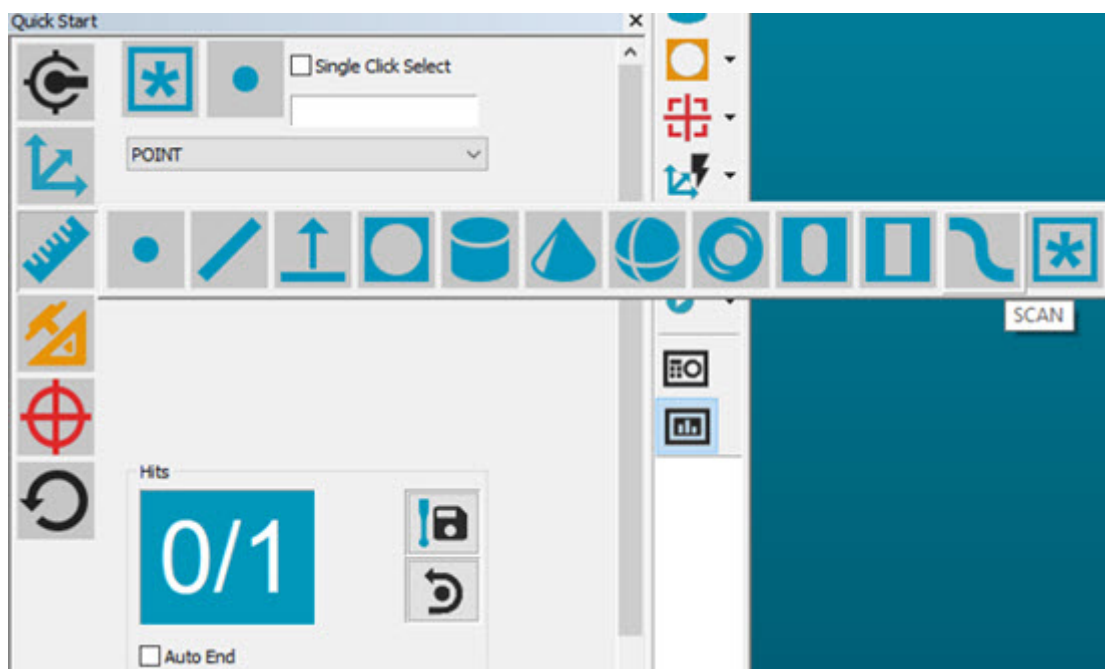 Quick Start
Single Click Select
POINT
SCAN
Hits
0/1
Auto End